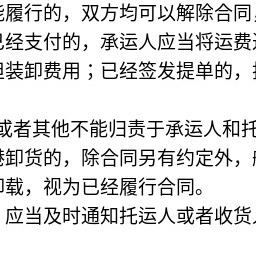 能履行的，双方均可以解除合同，
已经支付的，承运人应当将运费
担装卸费用；已经签发提单的，
或者其他不能归责于承运人和托
港卸货的，除合同另有约定外，
卸载，视为已经履行合同。
，应当及时通知托运人或者收货